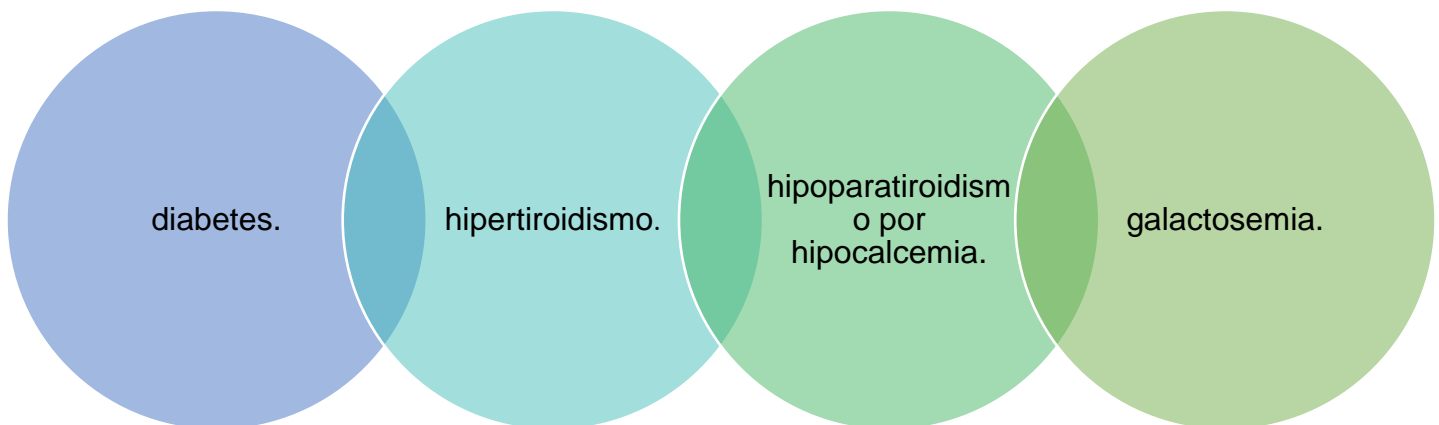 diabetes.
hipertiroidismo.
hipoparatiroidism
o por
hipocalcemia.
galactosemia.